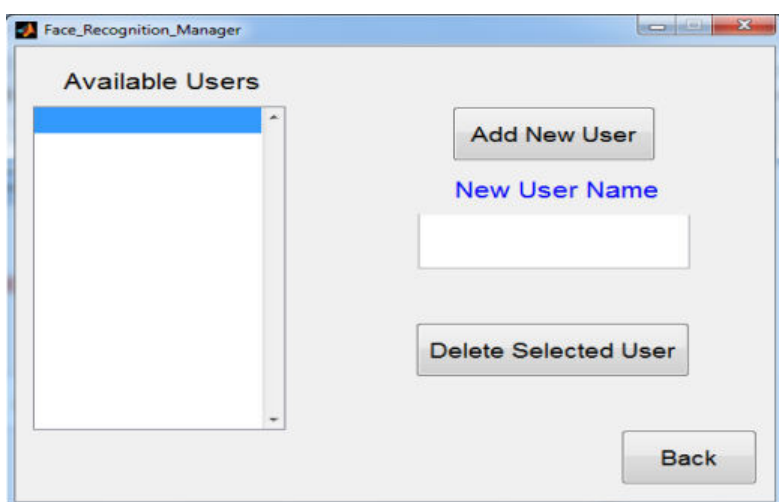 Face_Recognition_Manager
Available Users
Add New User
New User Name
Delete Selected User
Back